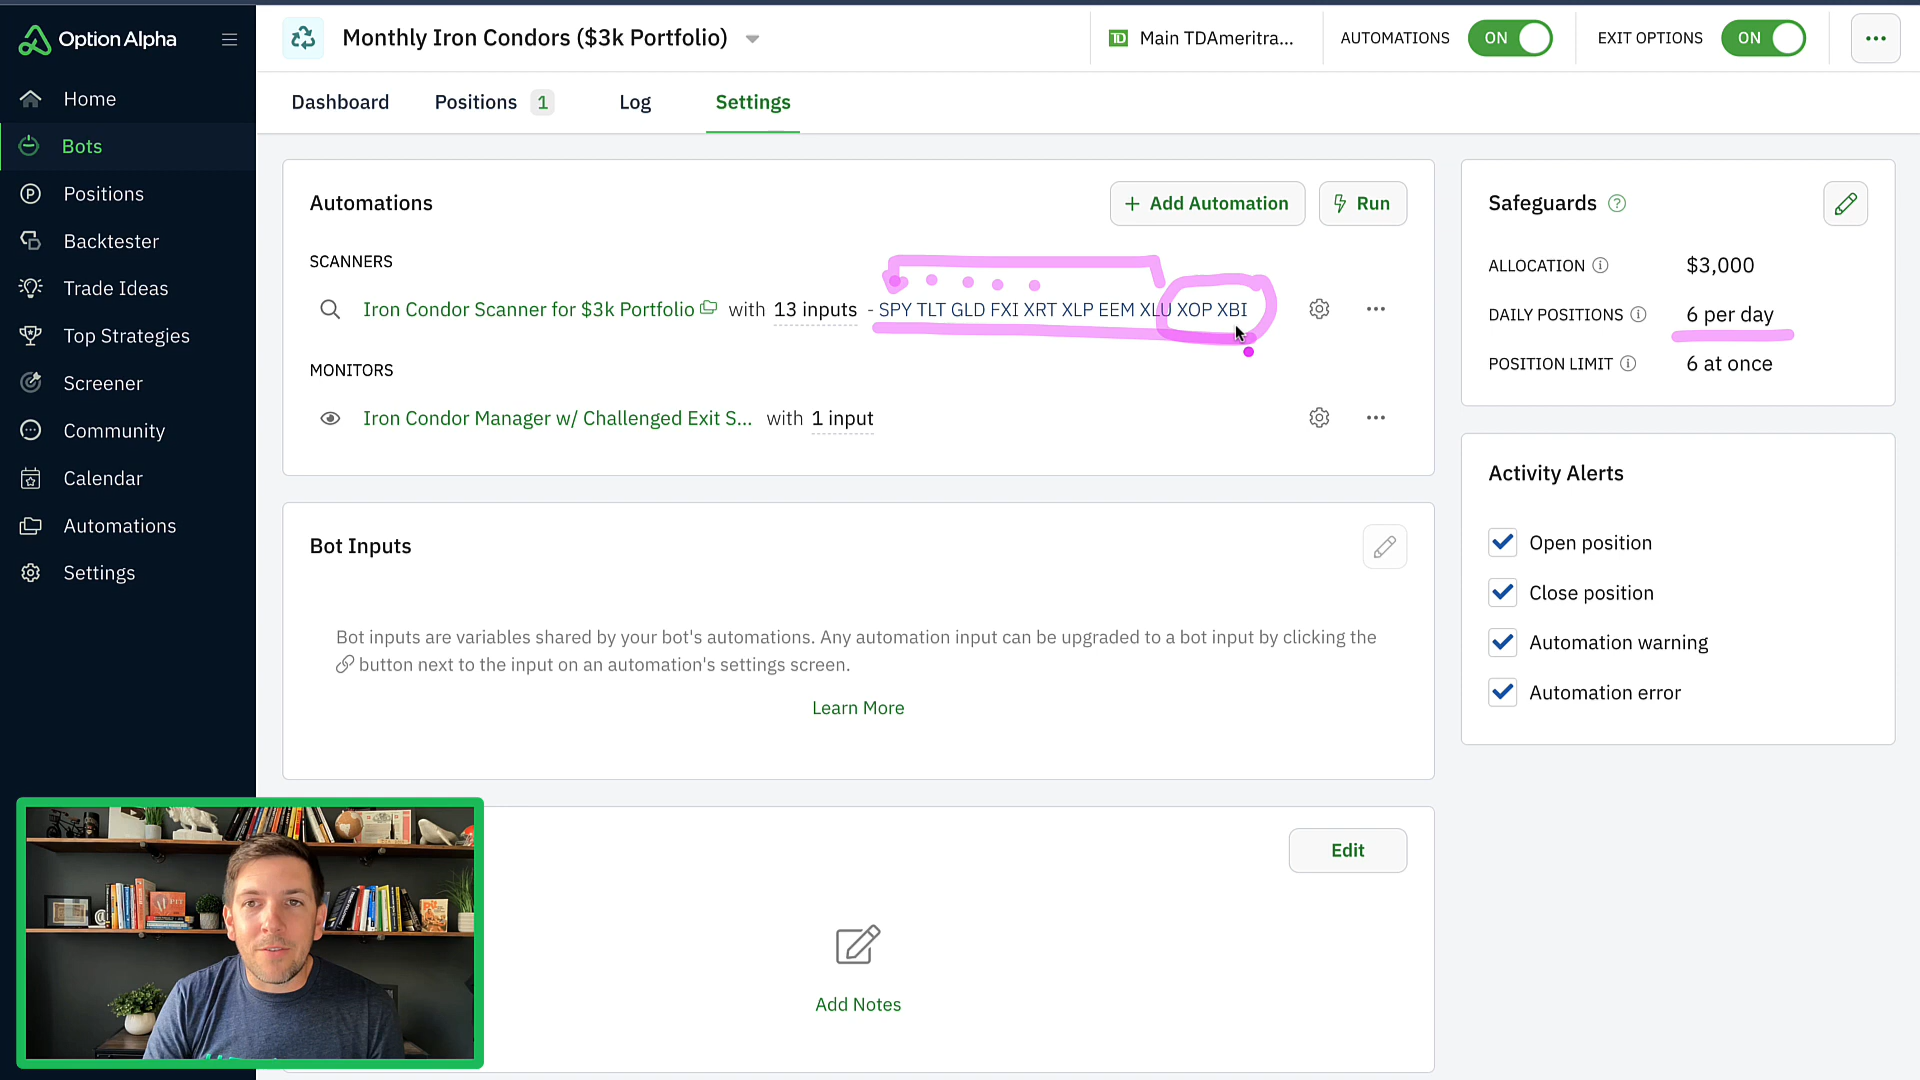 Option Alpha
Home
Bots
Positions
Backtester
Trade Ideas
Top Strategies
Screener
Community
Calendar
Automations
Settings
Monthly Iron Condors ($3k Portfolio)
Main TDAmeritra...
AUTOMATIONS ON
EXIT OPTIONS ON
Dashboard Positions 1 Log Settings
Automations
+ Add Automation
Run
SCANNERS
Iron Condor Scanner for $3k Portfolio with 13 inputs - SPY TLT GLD FXI XRT XLP EEM XLU XOP XBI
MONITORS
Iron Condor Manager w/ Challenged Exit S... with 1 input
Bot Inputs
Bot inputs are variables shared by your bot's automations. Any automation input can be upgraded to a bot input by clicking the
button next to the input on an automation's settings screen.
Learn More
Edit
Add Notes
Safeguards
ALLOCATION $3,000
DAILY POSITIONS 6 per day
POSITION LIMIT 6 at once
Activity Alerts
Open position
Close position
Automation warning
Automation error